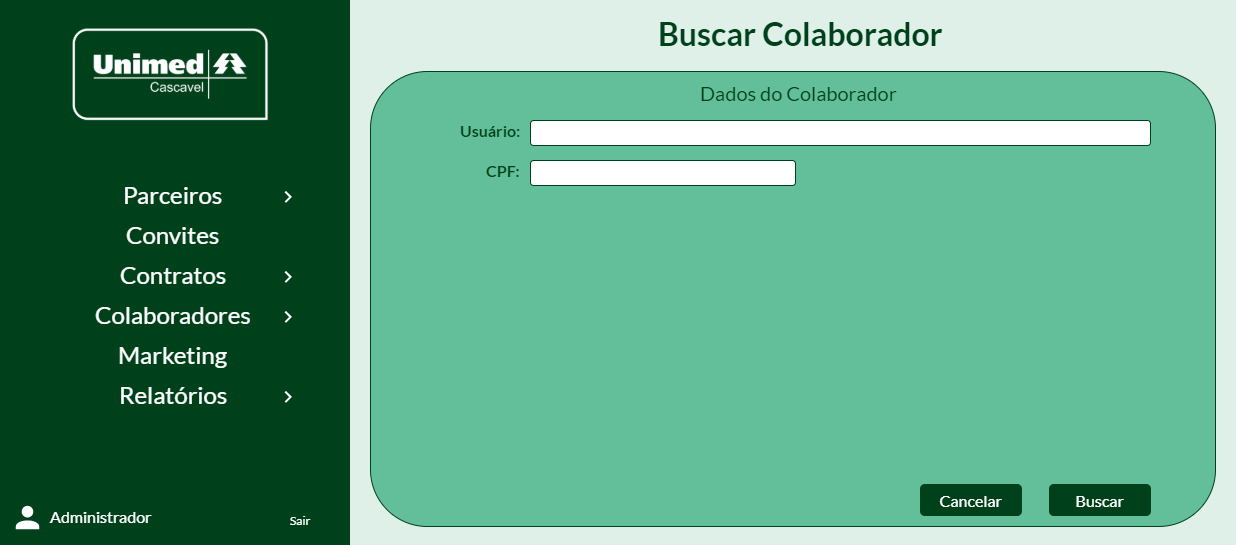 Unimed
Cascavel
Parceiros
Convites
Contratos
Colaboradores
Marketing
Relatórios
Administrador
Sair
Buscar Colaborador
Dados do Colaborador
Usuário:
CPF:
Cancelar
Buscar